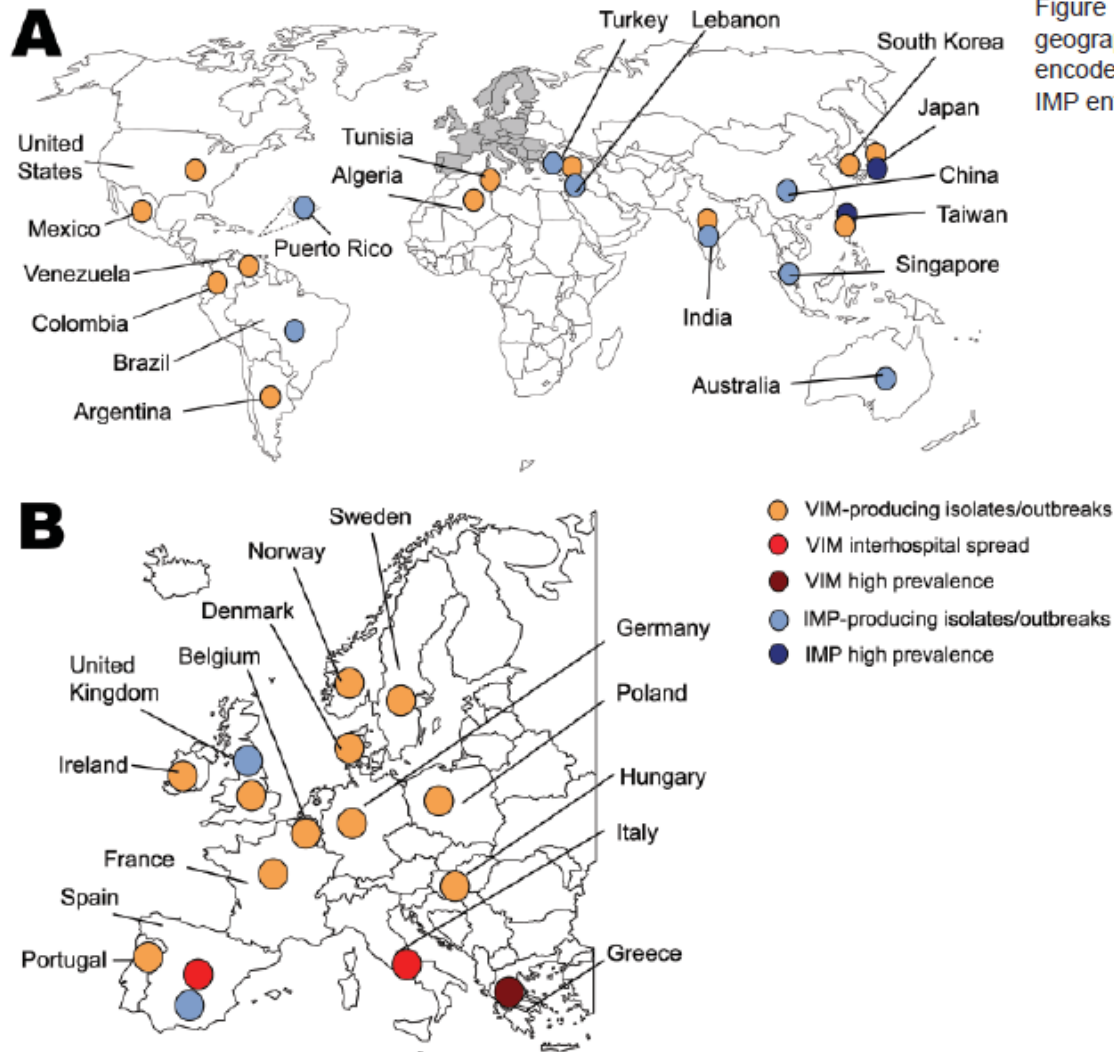 A
Turkey
Lebanon
South Korea
Japan
Tunisia
Algeria
United
States
China
Taiwan
Mexico
Puerto Rico
Venezuela
Singapore
Colombia
India
Brazil
Australia
Argentina
Figure
geogra
encode
IMP en
B
Sweden
Norway
Denmark
Germany
Belgium
United
Kingdom
Poland
Ireland
Hungary
Italy
France
Spain
Portugal
Greece
VIM-producing isolates/outbreaks
VIM interhospital spread
VIM high prevalence
IMP-producing isolates/outbreaks
IMP high prevalence